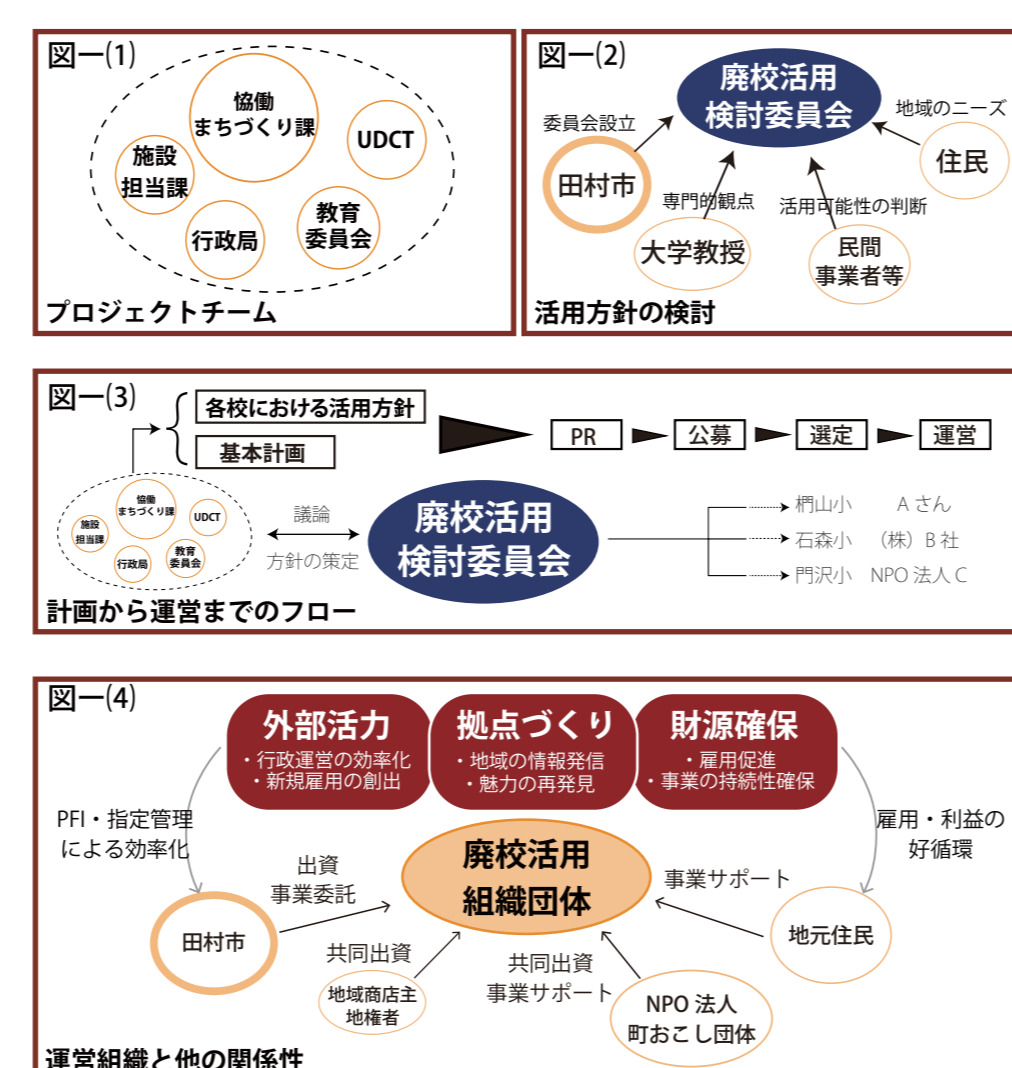 図一(1)
協働
まちづくり課
UDCT
施設
担当課
行政局
教育
委員会
プロジェクトチーム
図一(2)
廃校活用
検討委員会
委員会設立
地域のニーズ
田村市
住民
専門的観点
活用可能性の判断
大学教授
民間
事業者等
活用方針の検討
図一(3)
各校における活用方針
基本計画
PR
公募
選定
運営
協働
まちづくり課
UDCT
施設
担当課
行政局
教育
委員会
議論
方針の策定
廃校活用
検討委員会
椚山小 Aさん
石森小 (株)B社
門沢小 NPO法人C
計画から運営までのフロー
図一(4)
外部活力
・行政運営の効率化
・新規雇用の創出
拠点づくり
・地域の情報発信
・魅力の再発見
財源確保
・雇用促進
・事業の持続性確保
PFI・指定管理
による効率化
雇用・利益の
好循環
廃校活用
組織団体
出資
事業委託
事業サポート
田村市
地元住民
共同出資
地域商店主
地権者
共同出資
事業サポート
NPO法人
町おこし団体
運営組織と他の関係性